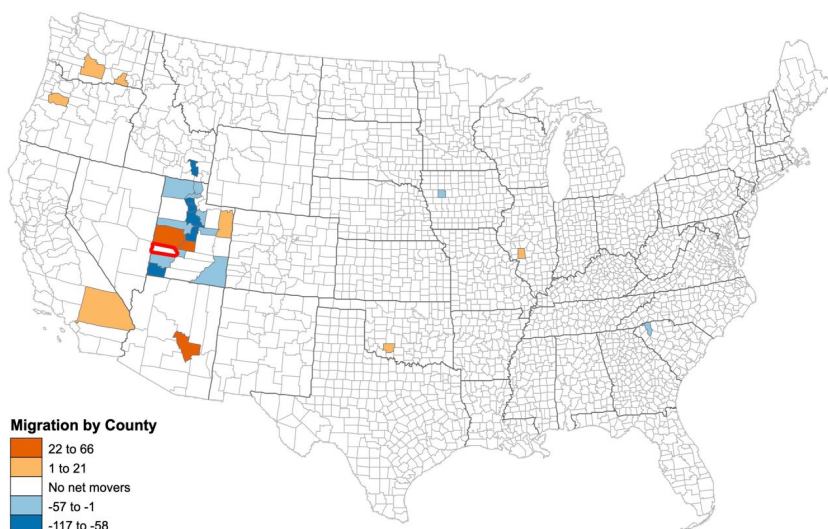 Migration by County
22 to 66
1 to 21
No net movers
-57 to -1
-117 to -58